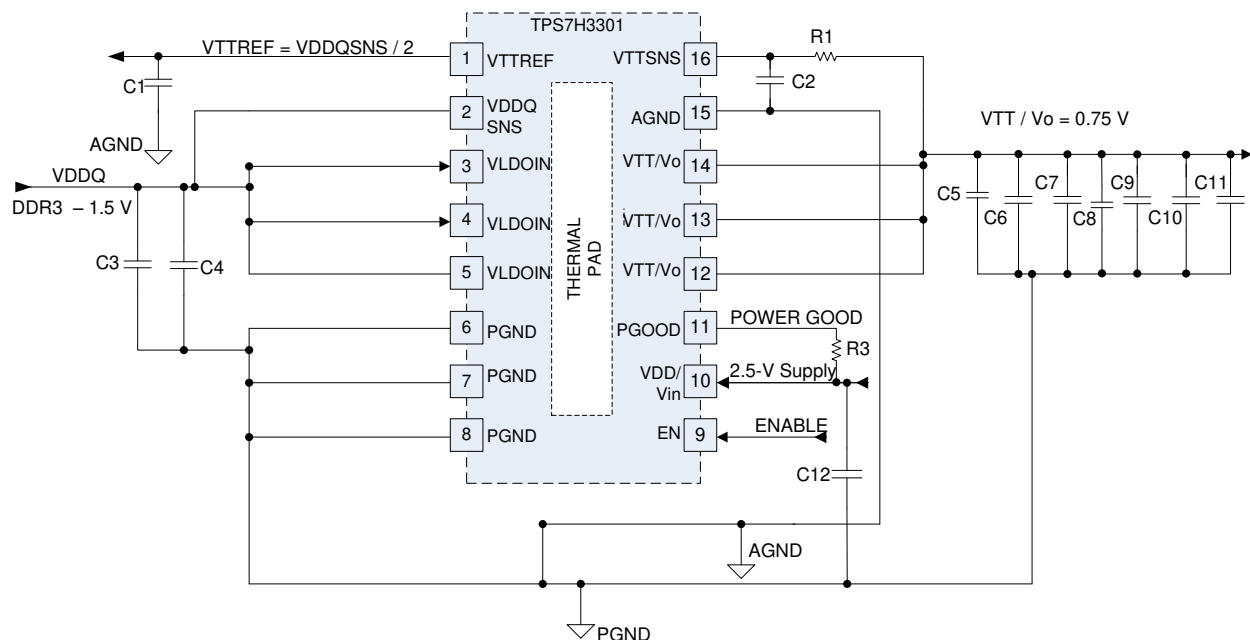 TPS7H3301
VTTREF = VDDQSNS / 2
C1
AGND
VDDQ
DDR3 – 1.5 V
C3
C4
1
VTTREF
2
VDDQ
SNS
3
VLDOIN
4
VLDOIN
5
VLDOIN
6
PGND
7
PGND
8
PGND
THERMAL
PAD
VTTSNS
16
AGND
15
VTT/Vo
14
VTT/Vo
13
VTT/Vo
12
PGOOD
11
VDD/
Vin
10
EN
9
R1
C2
VTT / Vo = 0.75 V
C5
C6
C7
C8
C9
C10
C11
POWER GOOD
R3
2.5-V Supply
ENABLE
C12
AGND
PGND